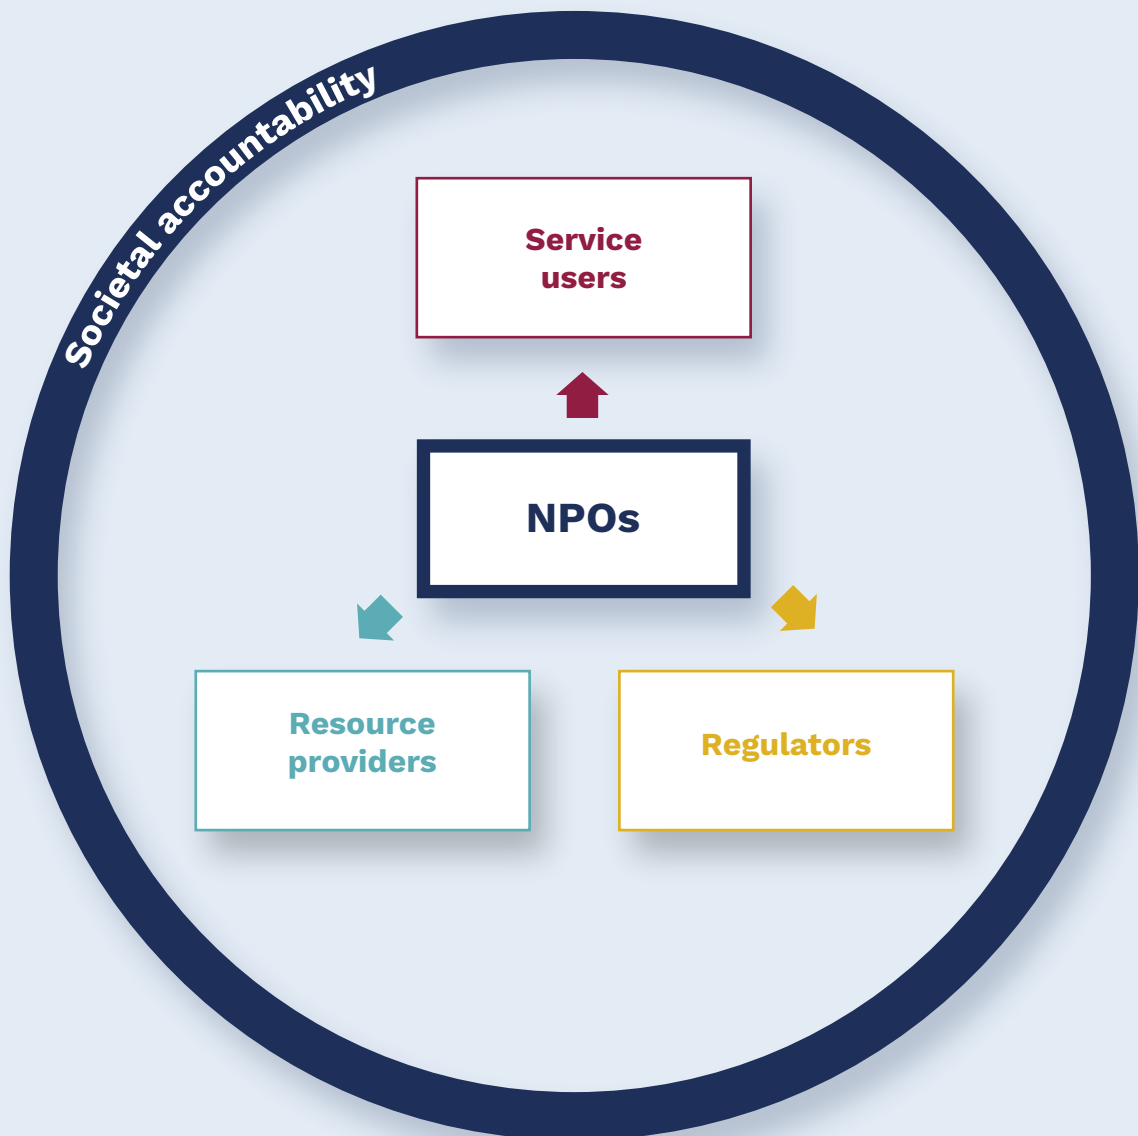 Societal accountability
Service
users
NPOs
Resource
providers
Regulators